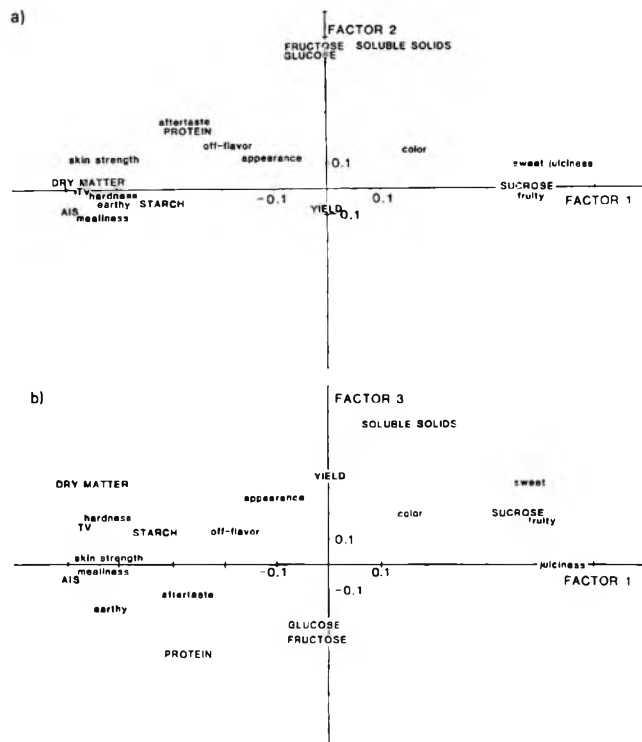 a)
FACTOR 2
FRUCTOSE SOLUBLE SOLIDS
GLUCOSE
aftertaste
PROTEIN
off-flavor color
skin strength appearance 0.1 sweet juiciness
DRY MATTER SUCROSE
TV hardness -0.1 0.1 fruity FACTOR 1
earthy STARCH
AIS YIELD
mealiness 0.1
b)
FACTOR 3
SOLUBLE SOLIDS
YIELD
DRY MATTER sweet
appearance
hardness color SUCROSE
TV fruity
STARCH off-flavor
0.1
skin strength
mealiness -0.1 0.1 juiciness
AIS FACTOR 1
-0.1
aftertaste
earthy
GLUCOSE
FRUCTOSE
PROTEIN